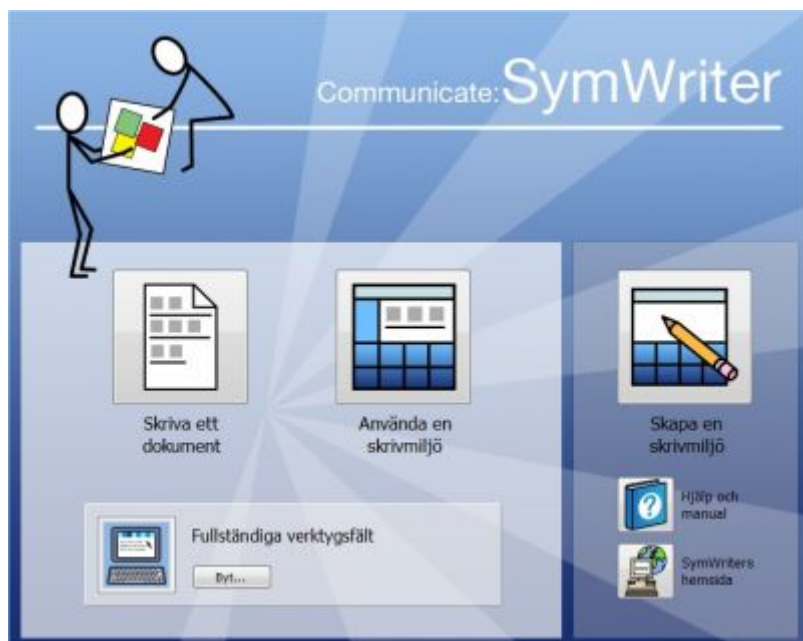 Communicate: SymWriter
Skriva ett
dokument
Använda en
skrivmiljö
Skapa en
skrivmiljö
Fullständiga verktygsfält
Byt...
Hjälp och
manual
SymWriters
hemsida